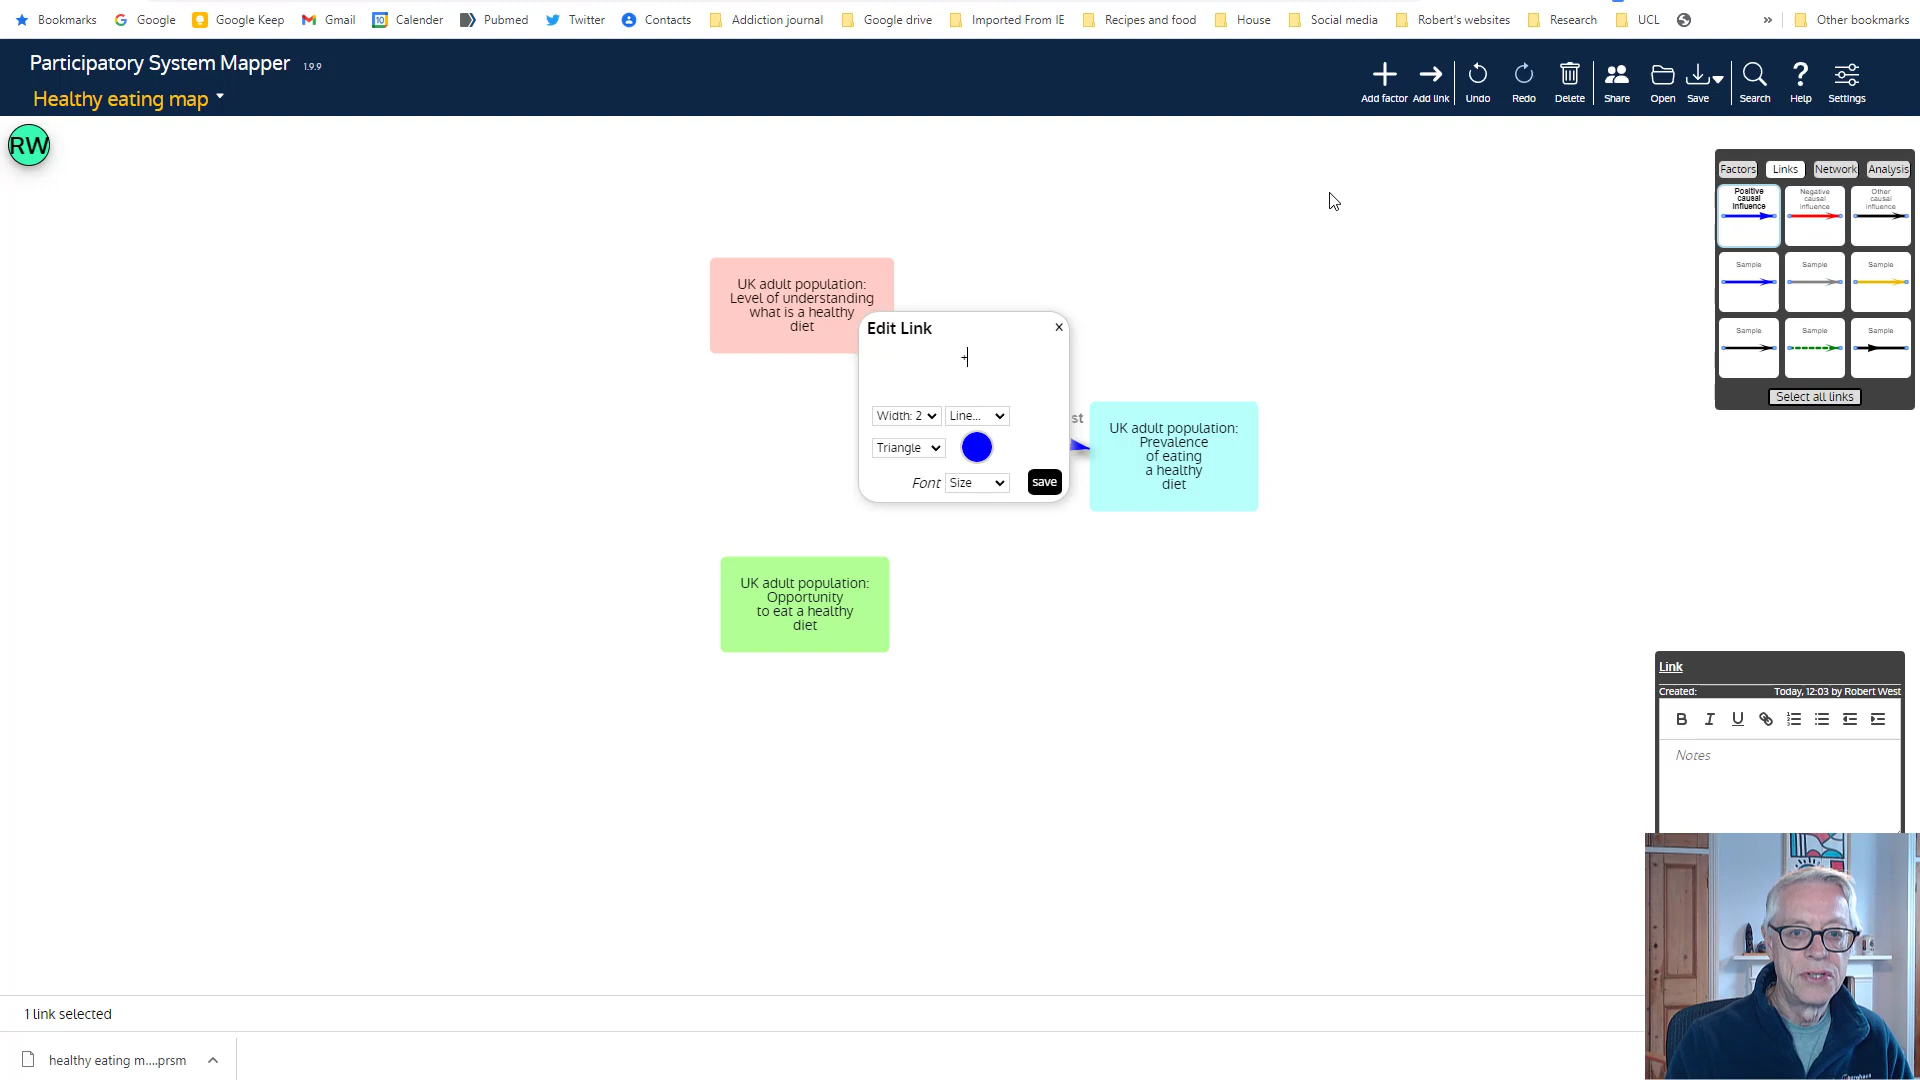 Bookmarks Google Google Keep Gmail Calender Pubmed Twitter Contacts Addiction journal Google drive Imported From IE Recipes and food House Social media Robert's websites Research UCL » Other bookmarks
Participatory System Mapper 1.9.9
Healthy eating map
Add factor Add link Undo Redo Delete Share Open Save Search Help Settings
RW
Factors Links Network Analysis
Positive
causal
influence
Negative
causal
influence
Other
causal
influence
Sample Sample Sample
Sample Sample Sample
Select all links
UK adult population:
Level of understanding
what is a healthy
diet
Edit Link x
+
Width: 2 Line...
Triangle
Font Size save
st
UK adult population:
Prevalence
of eating
a healthy
diet
UK adult population:
Opportunity
to eat a healthy
diet
Link
Created: Today, 12:03 by Robert West
B I U
Notes
1 link selected
healthy eating m....prsm